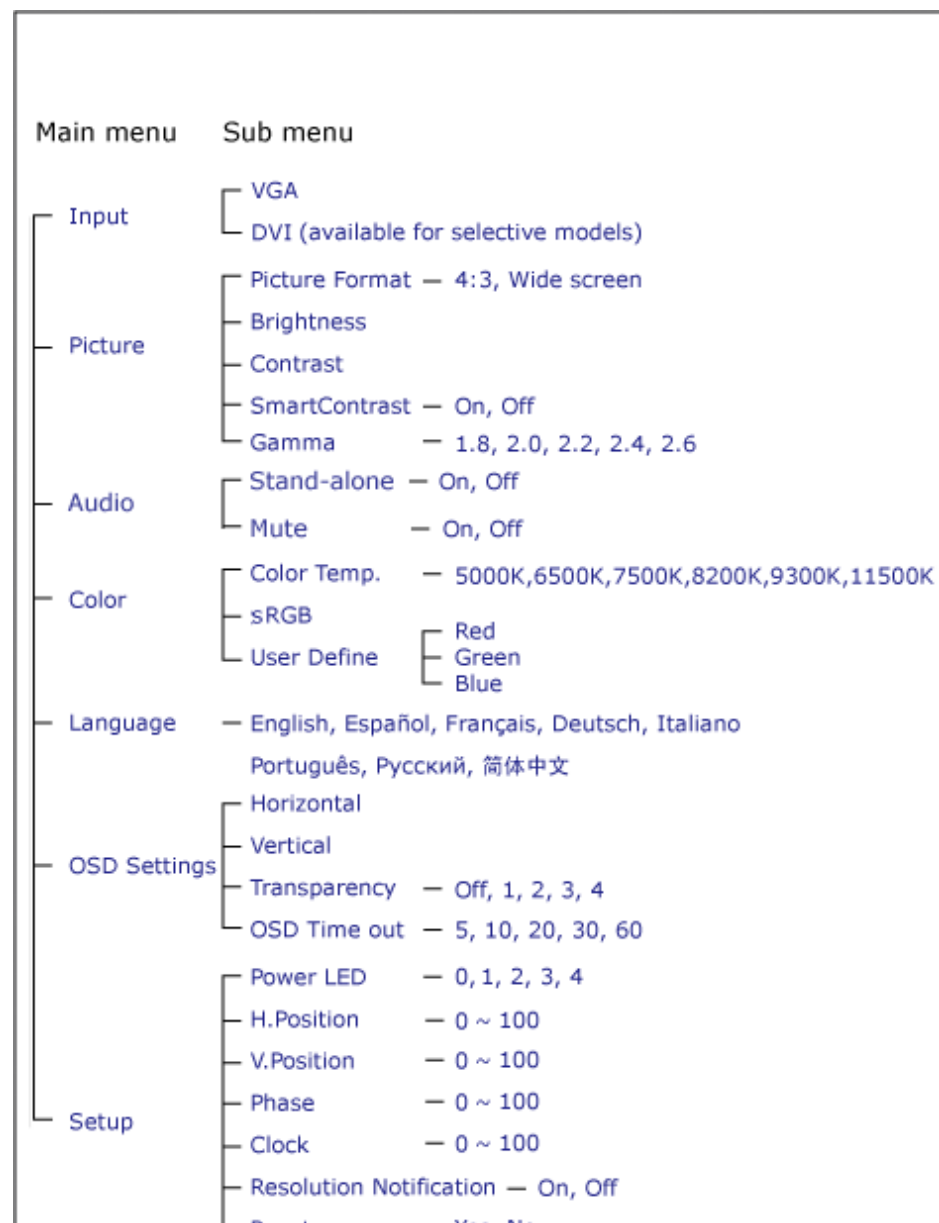 Main menu Sub menu
VGA
Input
DVI (available for selective models)
Picture Format — 4:3, Wide screen
Brightness
Picture
Contrast
SmartContrast — On, Off
Gamma — 1.8, 2.0, 2.2, 2.4, 2.6
Stand-alone — On, Off
Audio
Mute — On, Off
Color Temp. — 5000K,6500K,7500K,8200K,9300K,11500K
Color
sRGB
Red
User Define
Green
Blue
Language — English, Español, Français, Deutsch, Italiano
Português, Русский, 简体中文
Horizontal
Vertical
OSD Settings
Transparency — Off, 1, 2, 3, 4
OSD Time out — 5, 10, 20, 30, 60
Power LED — 0, 1, 2, 3, 4
H.Position — 0 ~ 100
V.Position — 0 ~ 100
Phase — 0 ~ 100
Setup
Clock — 0 ~ 100
Resolution Notification — On, Off